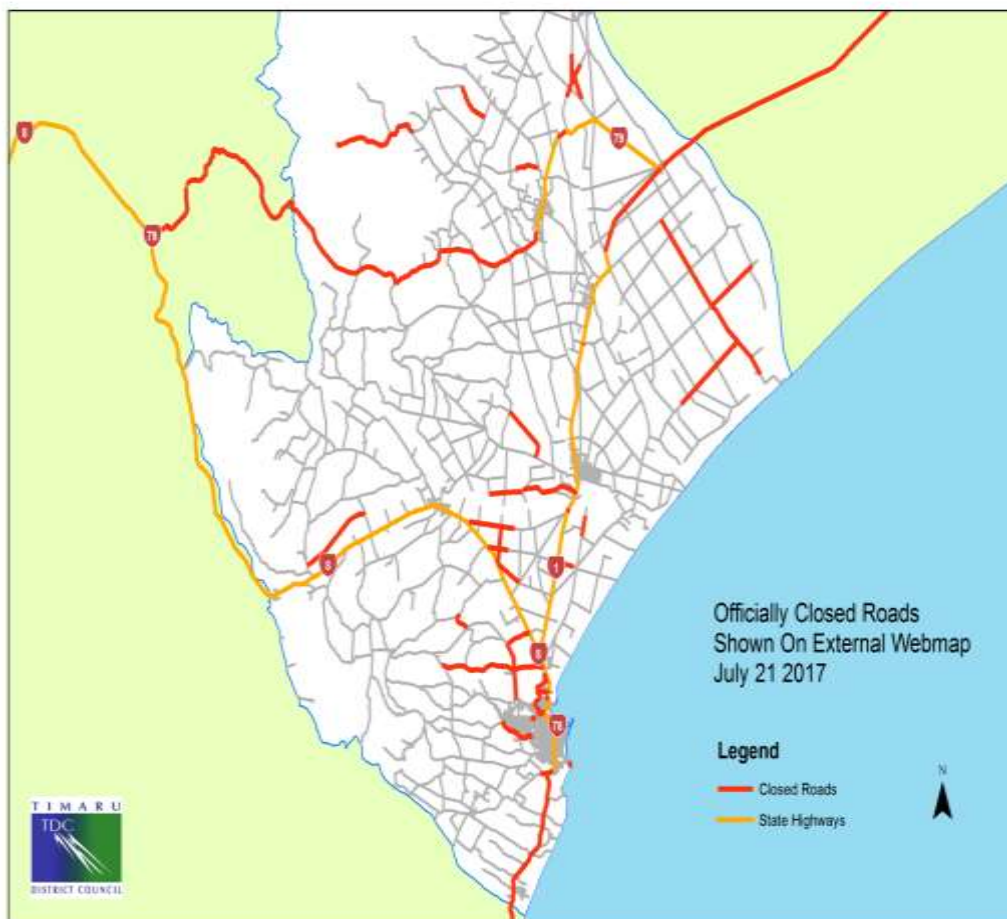 8
79
79
8
1
8
78
Officially Closed Roads
Shown On External Webmap
July 21 2017
Legend
Closed Roads
State Highways
N
TIMARU
TDC
DISTRICT COUNCIL